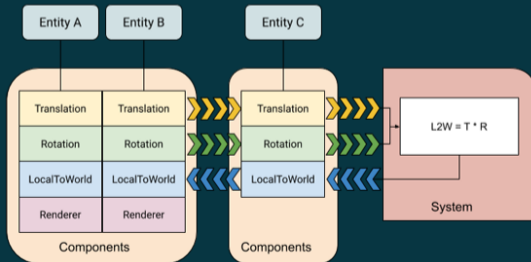 Entity A
Entity B
Entity C
Translation
Translation
Translation
Rotation
Rotation
Rotation
L2W = T * R
LocalToWorld
LocalToWorld
LocalToWorld
Renderer
Renderer
System
Components
Components